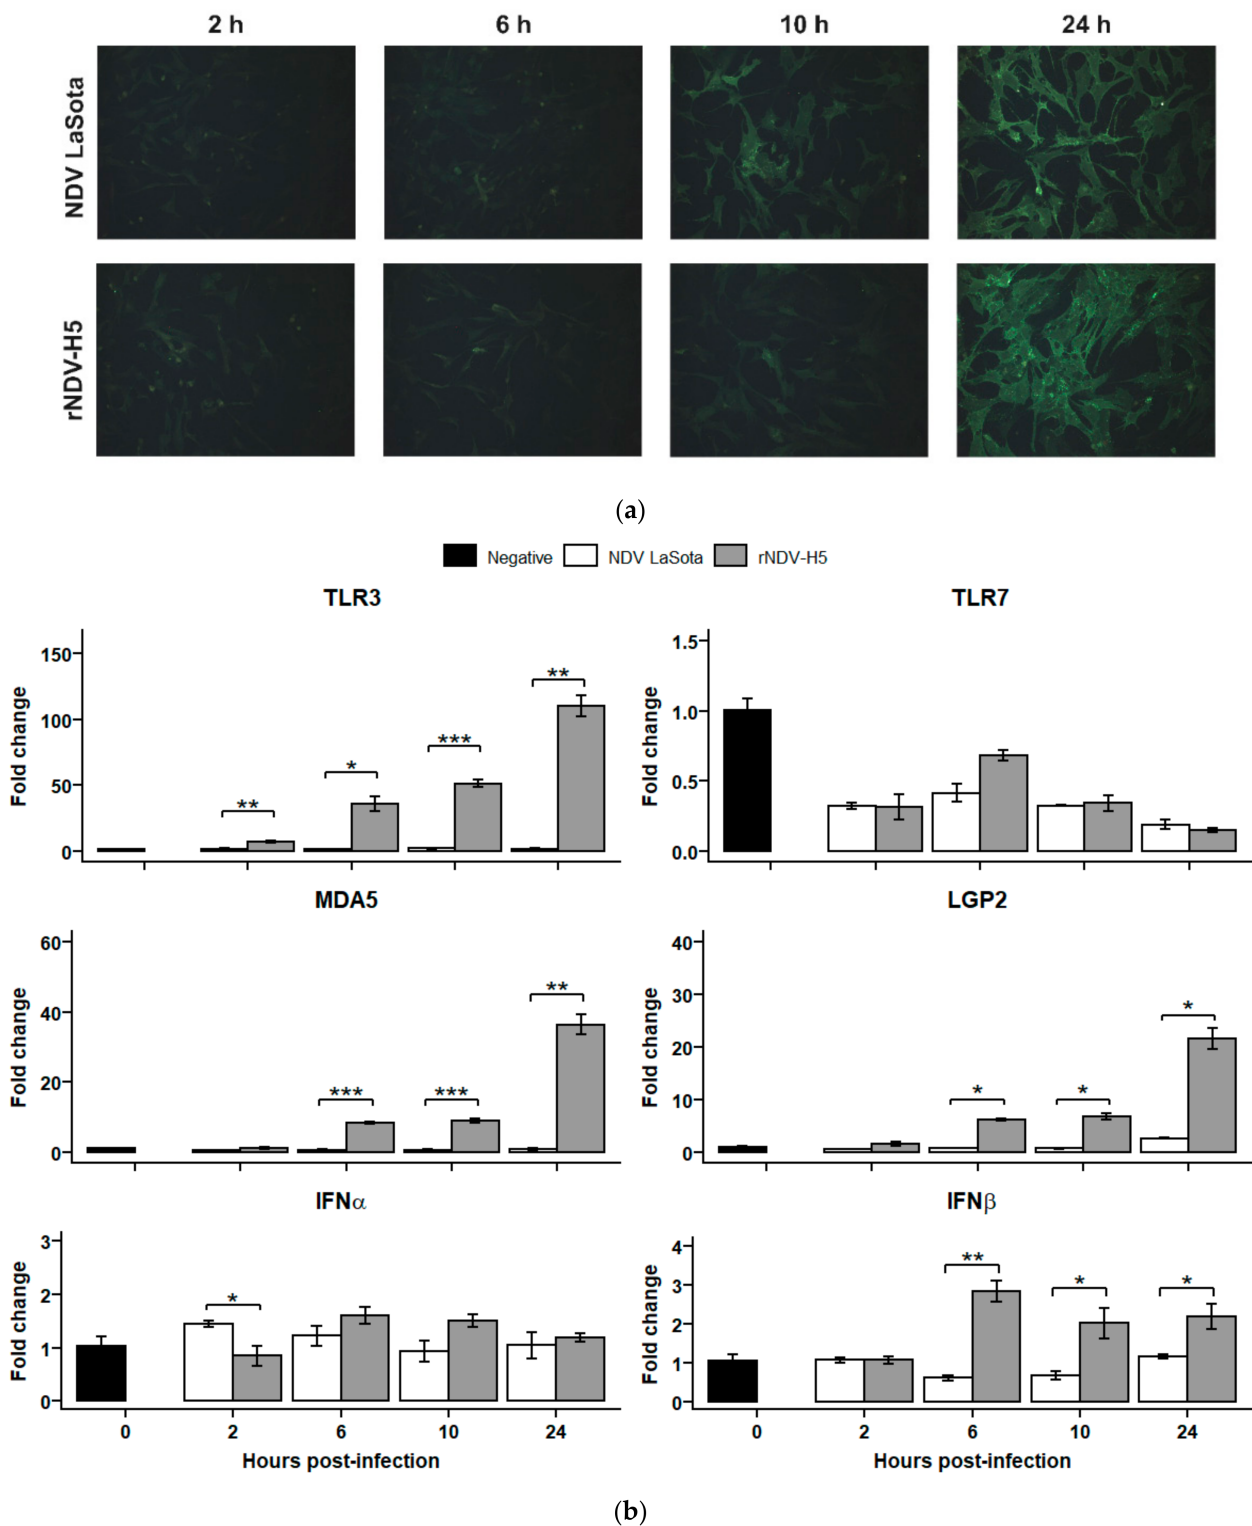 2 h 6 h 10 h 24 h
NDV LaSota
rNDV-H5
(a)
Negative NDV LaSota rNDV-H5
TLR3 TLR7
Fold change
150
100
50
0
** * *** **
Fold change
1.5
1.0
0.5
0.0
MDA5 LGP2
Fold change
60
40
20
0
*** *** **
Fold change
40
30
20
10
0
* * *
IFNα IFNβ
Fold change
3
2
1
0
*
Fold change
4
3
2
1
0
** * *
0 2 6 10 24 0 2 6 10 24
Hours post-infection Hours post-infection
(b)